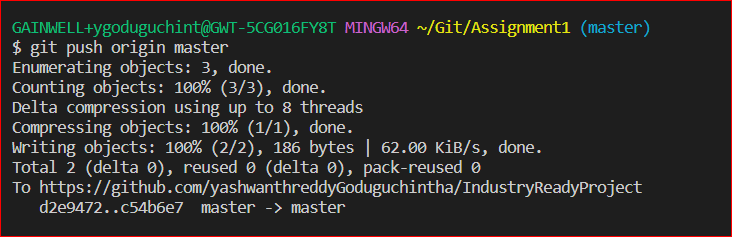 GAINWELL+ygoduguchint@GWT-5CG016FY8T MINGW64 ~/Git/Assignment1 (master)
$ git push origin master
Enumerating objects: 3, done.
Counting objects: 100% (3/3), done.
Delta compression using up to 8 threads
Compressing objects: 100% (1/1), done.
Writing objects: 100% (2/2), 186 bytes | 62.00 KiB/s, done.
Total 2 (delta 0), reused 0 (delta 0), pack-reused 0
To https://github.com/yashwanthreddyGoduguchintha/IndustryReadyProject
   d2e9472..c54b6e7  master -> master